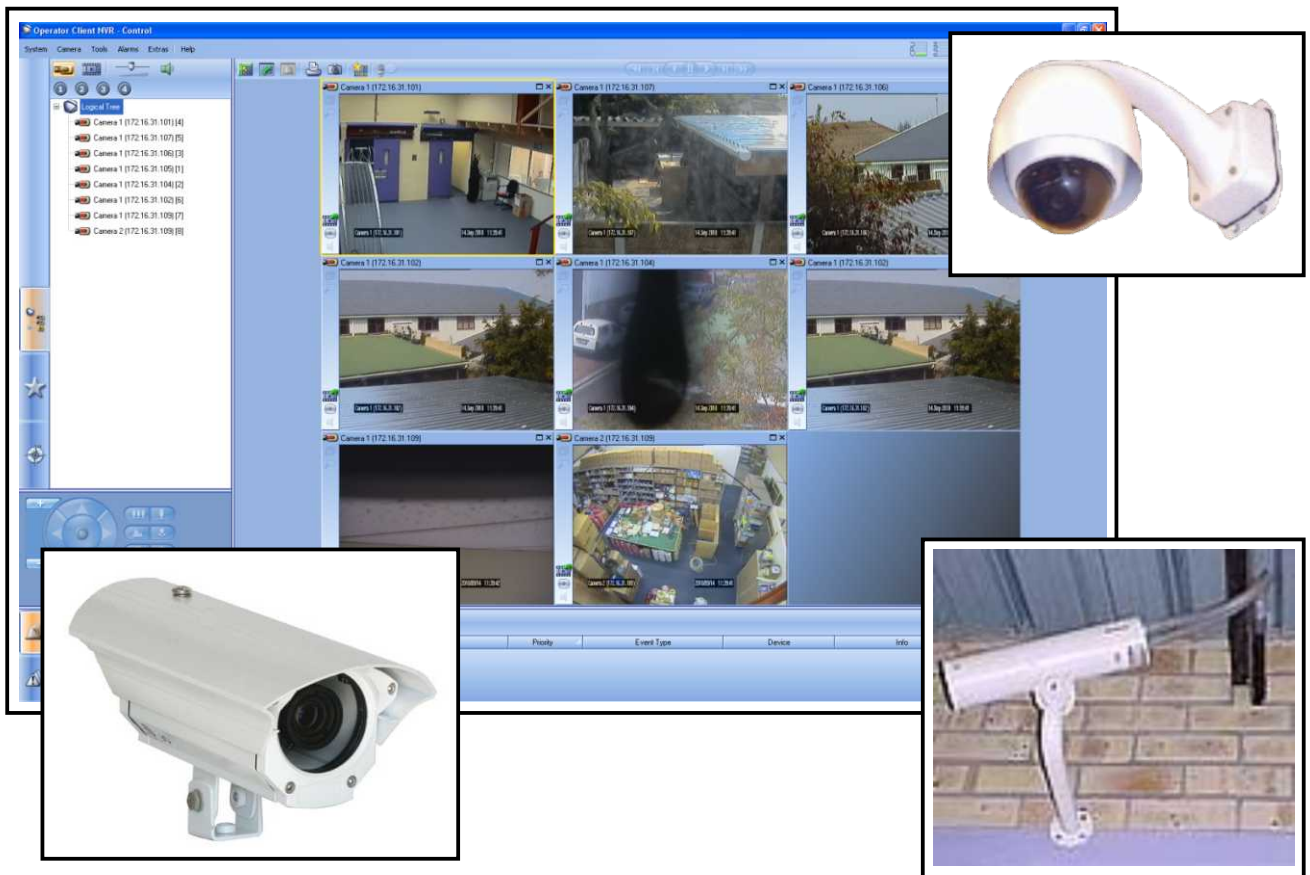 Operator Client NVR - Control
System Camera Tools Alarms Extras Help
1 2 3 4
Logical Tree
Camera 1 (172.16.31.101) [4]
Camera 1 (172.16.31.107) [5]
Camera 1 (172.16.31.106) [3]
Camera 1 (172.16.31.105) [1]
Camera 1 (172.16.31.104) [2]
Camera 1 (172.16.31.102) [6]
Camera 1 (172.16.31.109) [7]
Camera 2 (172.16.31.109) [8]
Camera 1 (172.16.31.101)
Camera 1 (172.16.31.107)
Camera 1 (172.16.31.106)
Camera 1 (172.16.31.102)
Camera 1 (172.16.31.104)
Camera 1 (172.16.31.102)
Camera 1 (172.16.31.109)
Camera 2 (172.16.31.109)
Priority Event Type Device Info